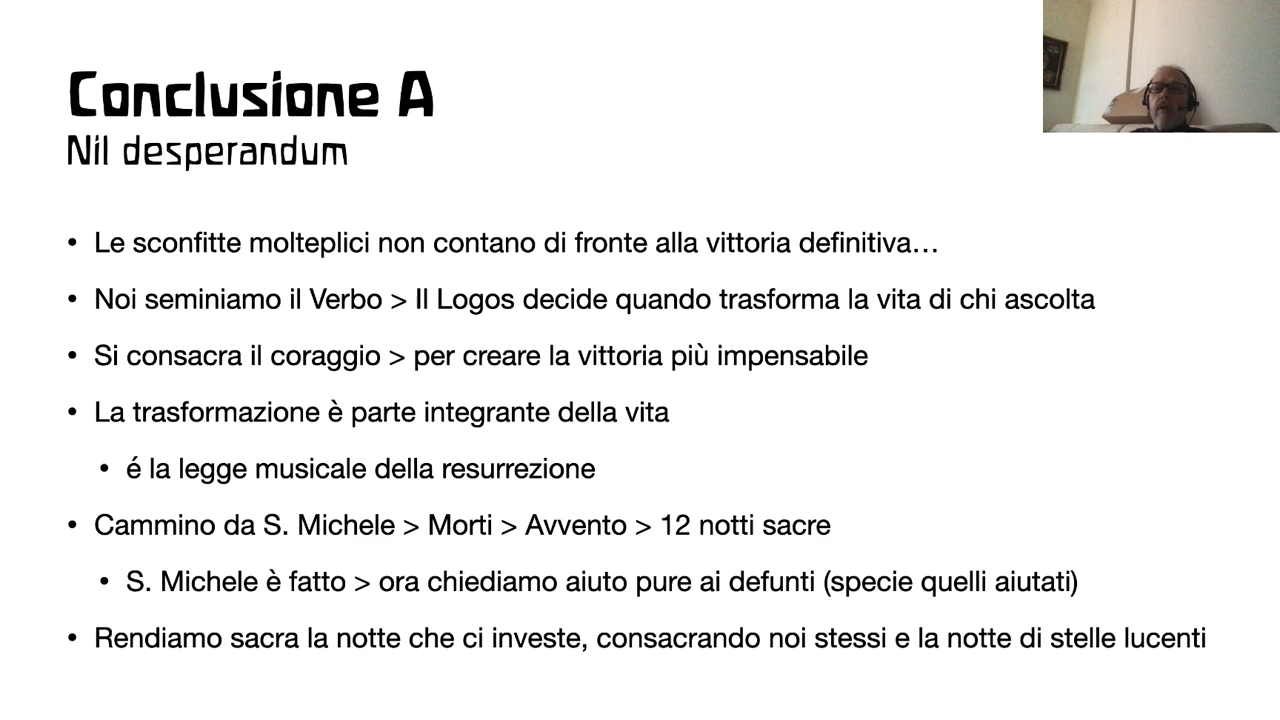 Conclusione A
Nil desperandum
• Le sconfitte molteplici non contano di fronte alla vittoria definitiva…
• Noi seminiamo il Verbo > Il Logos decide quando trasforma la vita di chi ascolta
• Si consacra il coraggio > per creare la vittoria più impensabile
• La trasformazione è parte integrante della vita
• é la legge musicale della resurrezione
• Cammino da S. Michele > Morti > Avvento > 12 notti sacre
• S. Michele è fatto > ora chiediamo aiuto pure ai defunti (specie quelli aiutati)
• Rendiamo sacra la notte che ci investe, consacrando noi stessi e la notte di stelle lucenti